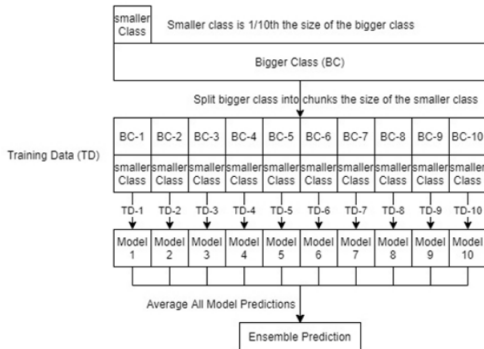 smaller
Class
Smaller class is 1/10th the size of the bigger class
Bigger Class (BC)
Split bigger class into chunks the size of the smaller class
Training Data (TD)
BC-1 BC-2 BC-3 BC-4 BC-5 BC-6 BC-7 BC-8 BC-9 BC-10
smaller smaller smaller smaller smaller smaller smaller smaller smaller smaller
Class Class Class Class Class Class Class Class Class Class
TD-1 TD-2 TD-3 TD-4 TD-5 TD-6 TD-7 TD-8 TD-9 TD-10
Model Model Model Model Model Model Model Model Model Model
1 2 3 4 5 6 7 8 9 10
Average All Model Predictions
Ensemble Prediction